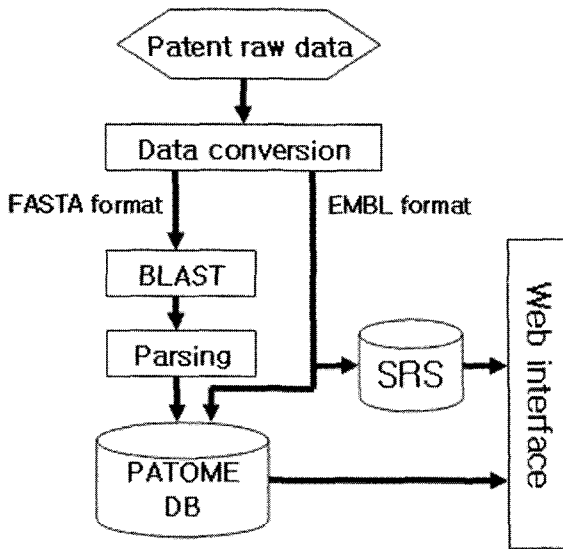 Patent raw data
Data conversion
FASTA format
EMBL format
BLAST
Parsing
SRS
PATOME
DB
Web interface